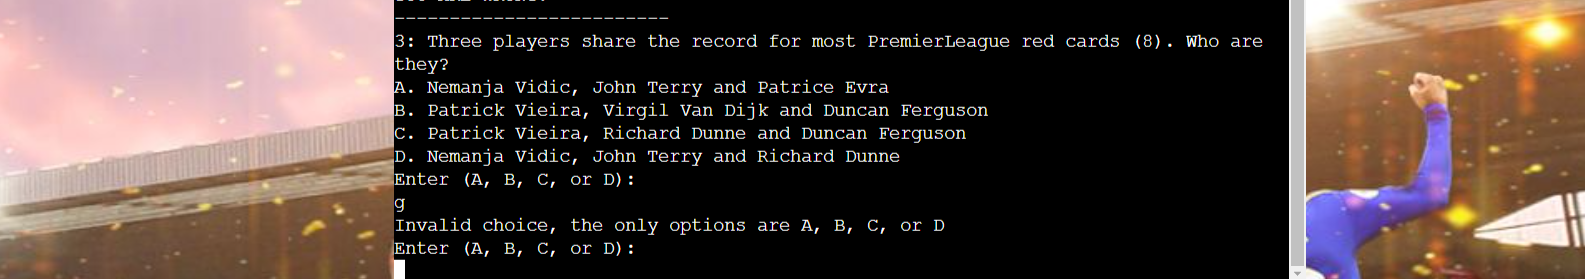 -------------------------
3: Three players share the record for most PremierLeague red cards (8). Who are
they?
A. Nemanja Vidic, John Terry and Patrice Evra
B. Patrick Vieira, Virgil Van Dijk and Duncan Ferguson
C. Patrick Vieira, Richard Dunne and Duncan Ferguson
D. Nemanja Vidic, John Terry and Richard Dunne
Enter (A, B, C, or D):
g
Invalid choice, the only options are A, B, C, or D
Enter (A, B, C, or D):